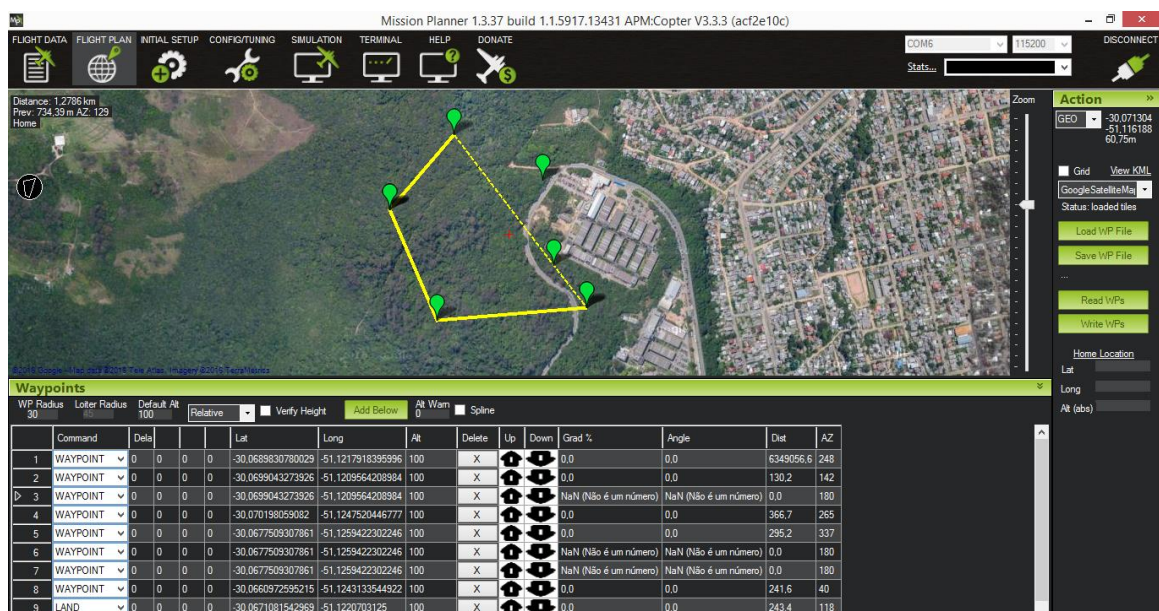 Mission Planner 1.3.37 build 1.1.5917.13431 APM:Copter V3.3.3 (acf2e10c)
FLIGHT DATA FLIGHT PLAN INITIAL SETUP CONFIG/TUNING SIMULATION TERMINAL HELP DONATE
COM6 115200 DISCONNECT
Stats...
Distance: 1,2786 km
Prev: 734,39 m AZ: 129
Home
Zoom
Action
GEO -30,071304
-51,116188
60,75m
Grid View KML
GoogleSatelliteMap
Status: loaded tiles
Load WP File
Save WP File
...
Read WPs
Write WPs
Home Location
Lat
Long
Alt (abs)
Waypoints
WP Radius Loiter Radius Default Alt Alt Warn
30 45 100 Relative Verify Height Add Below 0 Spline
Command Dela Lat Long Alt Delete Up Down Grad % Angle Dist AZ
1 WAYPOINT 0 0 0 0 -30,0689830780029 -51,1217918395996 100 X 0,0 0,0 6349056,6 248
2 WAYPOINT 0 0 0 0 -30,0699043273926 -51,1209564208984 100 X 0,0 0,0 130,2 142
3 WAYPOINT 0 0 0 0 -30,0699043273926 -51,1209564208984 100 X NaN (Não é um número) NaN (Não é um número) 0,0 180
4 WAYPOINT 0 0 0 0 -30,070198059082 -51,1247520446777 100 X 0,0 0,0 366,7 265
5 WAYPOINT 0 0 0 0 -30,0677509307861 -51,1259422302246 100 X 0,0 0,0 295,2 337
6 WAYPOINT 0 0 0 0 -30,0677509307861 -51,1259422302246 100 X NaN (Não é um número) NaN (Não é um número) 0,0 180
7 WAYPOINT 0 0 0 0 -30,0677509307861 -51,1259422302246 100 X NaN (Não é um número) NaN (Não é um número) 0,0 180
8 WAYPOINT 0 0 0 0 -30,0660972595215 -51,1243133544922 100 X 0,0 0,0 241,6 40
9 LAND 0 0 0 0 -30,0671081542969 -51,1220703125 100 X 0,0 0,0 243,4 118